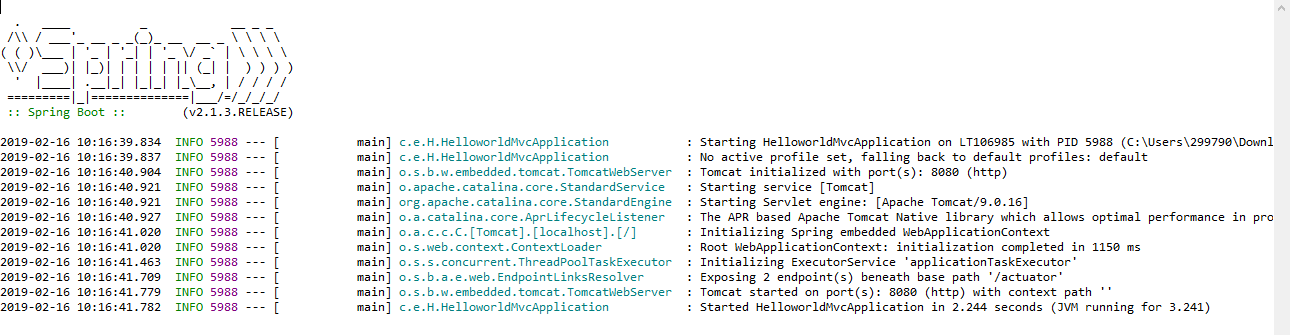 .   ____          _            __ _ _
 /\\ / ___'_ __ _ _(_)_ __  __ _ \ \ \ \
( ( )\___ | '_ | '_| | '_ \/ _` | \ \ \ \
 \\/  ___)| |_)| | | | | || (_| |  ) ) ) )
  '  |____| .__|_| |_|_| |_\__, | / / / /
 =========|_|==============|___/=/_/_/_/
 :: Spring Boot ::        (v2.1.3.RELEASE)
2019-02-16 10:16:39.834  INFO 5988 --- [           main] c.e.H.HelloworldMvcApplication           : Starting HelloworldMvcApplication on LT106985 with PID 5988 (C:\Users\299790\Downl
2019-02-16 10:16:39.837  INFO 5988 --- [           main] c.e.H.HelloworldMvcApplication           : No active profile set, falling back to default profiles: default
2019-02-16 10:16:40.904  INFO 5988 --- [           main] o.s.b.w.embedded.tomcat.TomcatWebServer  : Tomcat initialized with port(s): 8080 (http)
2019-02-16 10:16:40.921  INFO 5988 --- [           main] o.apache.catalina.core.StandardService   : Starting service [Tomcat]
2019-02-16 10:16:40.921  INFO 5988 --- [           main] org.apache.catalina.core.StandardEngine  : Starting Servlet engine: [Apache Tomcat/9.0.16]
2019-02-16 10:16:40.927  INFO 5988 --- [           main] o.a.catalina.core.AprLifecycleListener   : The APR based Apache Tomcat Native library which allows optimal performance in pro
2019-02-16 10:16:41.020  INFO 5988 --- [           main] o.a.c.c.C.[Tomcat].[localhost].[/]       : Initializing Spring embedded WebApplicationContext
2019-02-16 10:16:41.020  INFO 5988 --- [           main] o.s.web.context.ContextLoader            : Root WebApplicationContext: initialization completed in 1150 ms
2019-02-16 10:16:41.463  INFO 5988 --- [           main] o.s.s.concurrent.ThreadPoolTaskExecutor  : Initializing ExecutorService 'applicationTaskExecutor'
2019-02-16 10:16:41.709  INFO 5988 --- [           main] o.s.b.a.e.web.EndpointLinksResolver      : Exposing 2 endpoint(s) beneath base path '/actuator'
2019-02-16 10:16:41.779  INFO 5988 --- [           main] o.s.b.w.embedded.tomcat.TomcatWebServer  : Tomcat started on port(s): 8080 (http) with context path ''
2019-02-16 10:16:41.782  INFO 5988 --- [           main] c.e.H.HelloworldMvcApplication           : Started HelloworldMvcApplication in 2.244 seconds (JVM running for 3.241)